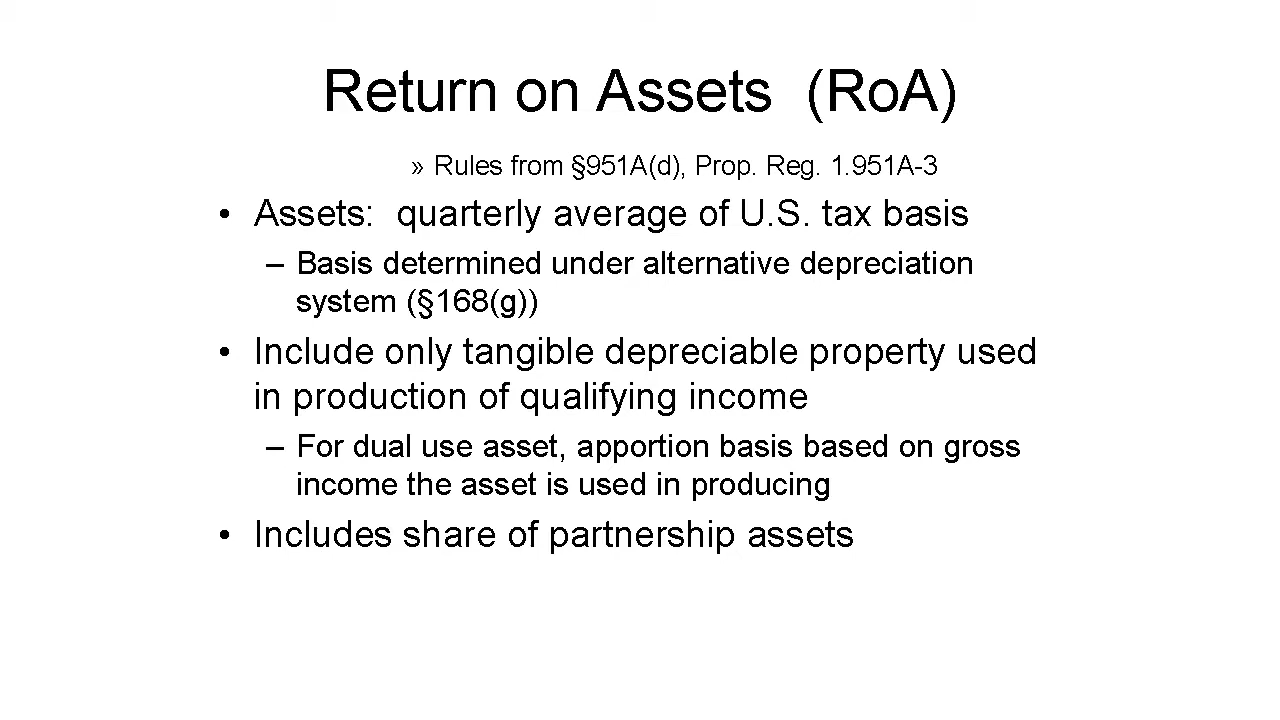 Return on Assets  (RoA)
» Rules from §951A(d), Prop. Reg. 1.951A-3
• Assets:  quarterly average of U.S. tax basis
– Basis determined under alternative depreciation
system (§168(g))
• Include only tangible depreciable property used
in production of qualifying income
– For dual use asset, apportion basis based on gross
income the asset is used in producing
• Includes share of partnership assets